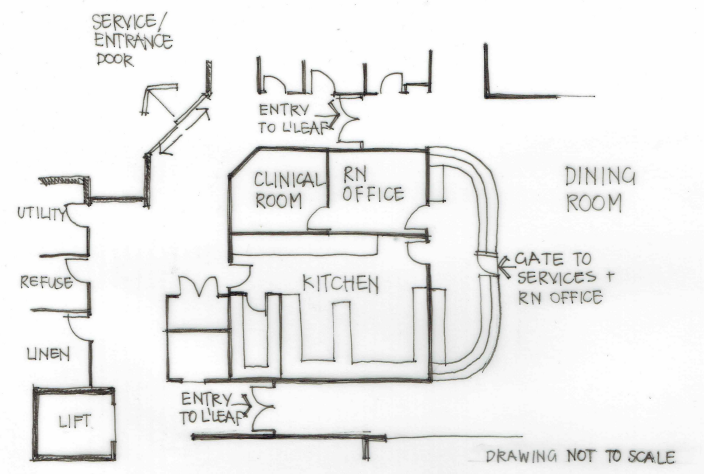 SERVICE/
ENTRANCE
DOOR
ENTRY
TO L'LEAF
CLINICAL
ROOM
RN
OFFICE
DINING
ROOM
UTILITY
REFUSE
KITCHEN
GATE TO
SERVICES +
RN OFFICE
LINEN
ENTRY
TO L'LEAF
LIFT
DRAWING NOT TO SCALE